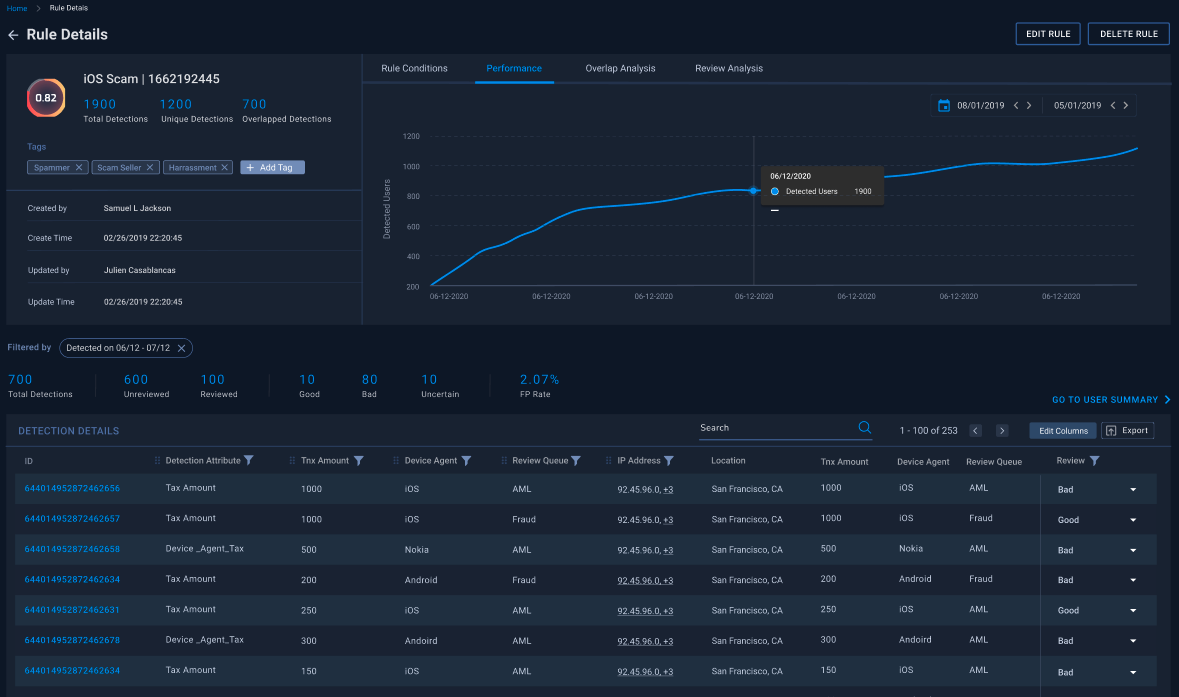 Home > Rule Detais
Rule Details
EDIT RULE DELETE RULE
0.82
iOS Scam | 1662192445
1900 1200 700
Total Detections Unique Detections Overlapped Detections
Tags
Spammer Scam Seller Harrassment + Add Tag
Created by Samuel L Jackson
Create Time 02/26/2019 22:20:45
Updated by Julien Casablancas
Update Time 02/26/2019 22:20:45
Rule Conditions Performance Overlap Analysis Review Analysis
08/01/2019 05/01/2019
Detected Users
1200
1000
800
600
400
200
06/12/2020
Detected Users 1900
06-12-2020 06-12-2020 06-12-2020 06-12-2020 06-12-2020 06-12-2020 06-12-2020
Filtered by Detected on 06/12 - 07/12
700 600 100 10 80 10 2.07%
Total Detections Unreviewed Reviewed Good Bad Uncertain FP Rate
GO TO USER SUMMARY
DETECTION DETAILS Search 1 - 100 of 253 Edit Columns Export
ID Detection Attribute Tnx Amount Device Agent Review Queue IP Address Location Tnx Amount Device Agent Review Queue Review
644014952872462656 Tax Amount 1000 iOS AML 92.45.96.0, +3 San Francisco, CA 1000 iOS AML Bad
644014952872462657 Tax Amount 1000 iOS Fraud 92.45.96.0, +3 San Francisco, CA 1000 iOS Fraud Good
644014952872462658 Device _Agent_Tax 500 Nokia AML 92.45.96.0, +3 San Francisco, CA 500 Nokia AML Bad
644014952872462634 Tax Amount 200 Android Fraud 92.45.96.0, +3 San Francisco, CA 200 Android Fraud Bad
644014952872462631 Tax Amount 250 iOS AML 92.45.96.0, +3 San Francisco, CA 250 iOS AML Good
644014952872462678 Device _Agent_Tax 300 Andoird AML 92.45.96.0, +3 San Francisco, CA 300 Andoird AML Bad
644014952872462634 Tax Amount 150 iOS AML 92.45.96.0, +3 San Francisco, CA 150 iOS AML Bad